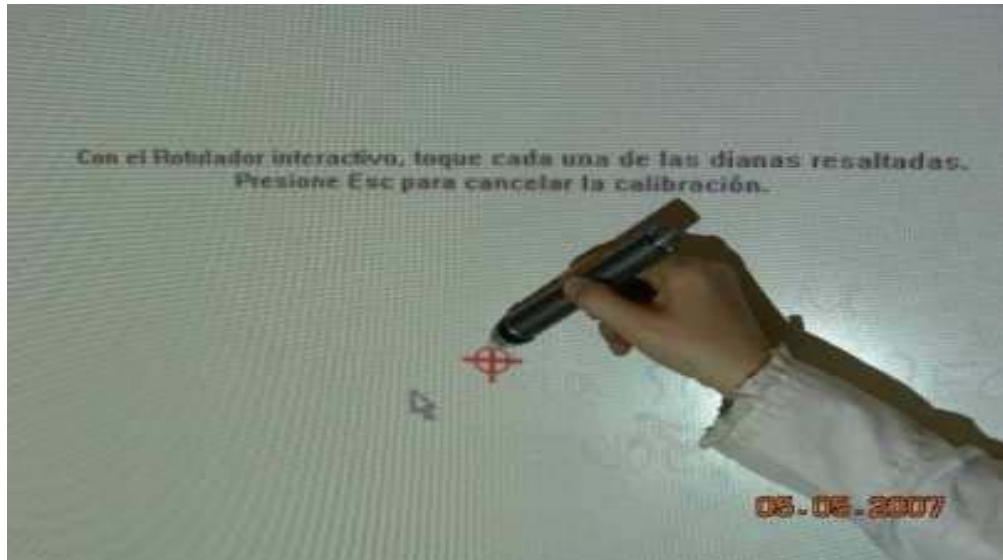 Con el Rotulador interactivo, toque cada una de las dianas resaltadas.
Presione Esc para cancelar la calibración.
05.05.2007